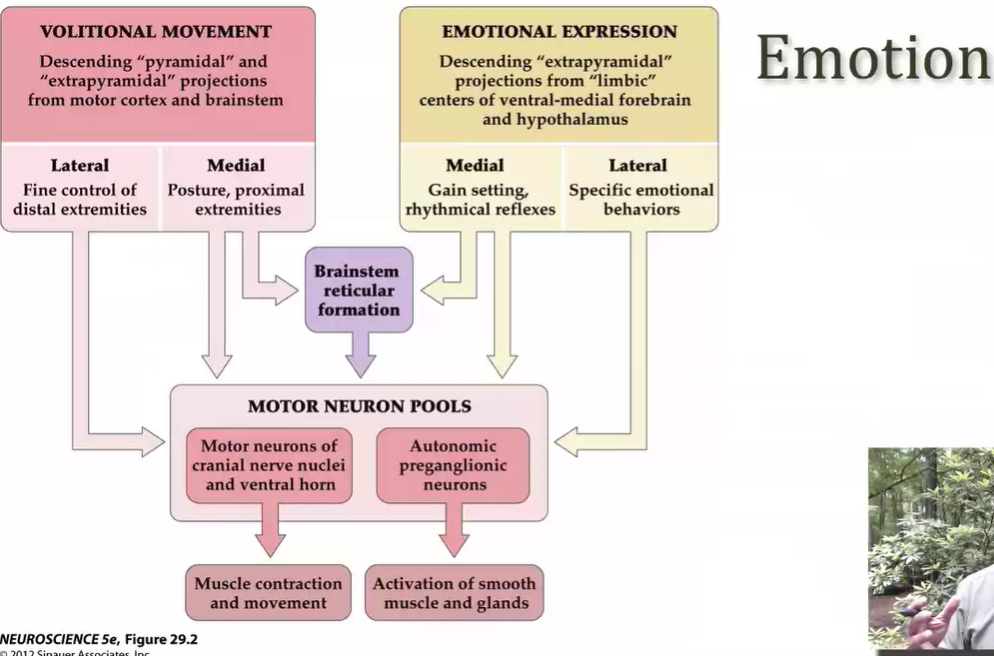 VOLITIONAL MOVEMENT
Descending “pyramidal” and
“extrapyramidal” projections
from motor cortex and brainstem
Lateral
Fine control of
distal extremities
Medial
Posture, proximal
extremities
EMOTIONAL EXPRESSION
Descending “extrapyramidal”
projections from “limbic”
centers of ventral-medial forebrain
and hypothalamus
Medial
Gain setting,
rhythmical reflexes
Lateral
Specific emotional
behaviors
Emotion
Brainstem
reticular
formation
MOTOR NEURON POOLS
Motor neurons of
cranial nerve nuclei
and ventral horn
Autonomic
preganglionic
neurons
Muscle contraction
and movement
Activation of smooth
muscle and glands
NEUROSCIENCE 5e, Figure 29.2
© 2012 Sinauer Associates, Inc.